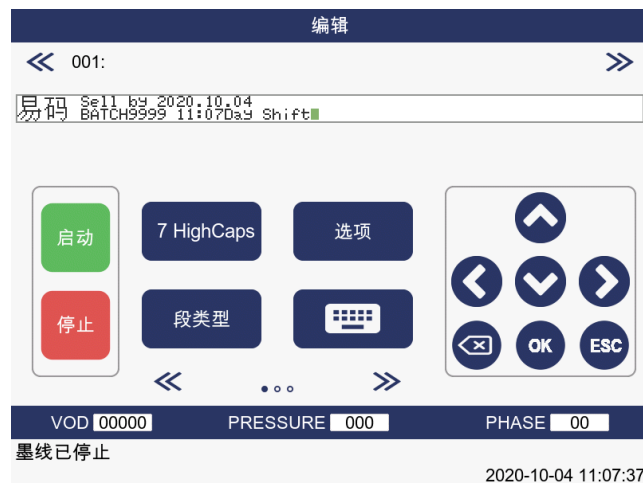 编辑
001:
易码 Sell by 2020.10.04
BATCH9999 11:07Day Shift
启动
7 HighCaps
选项
停止
段类型
OK
ESC
VOD 00000 PRESSURE 000 PHASE 00
墨线已停止
2020-10-04 11:07:37